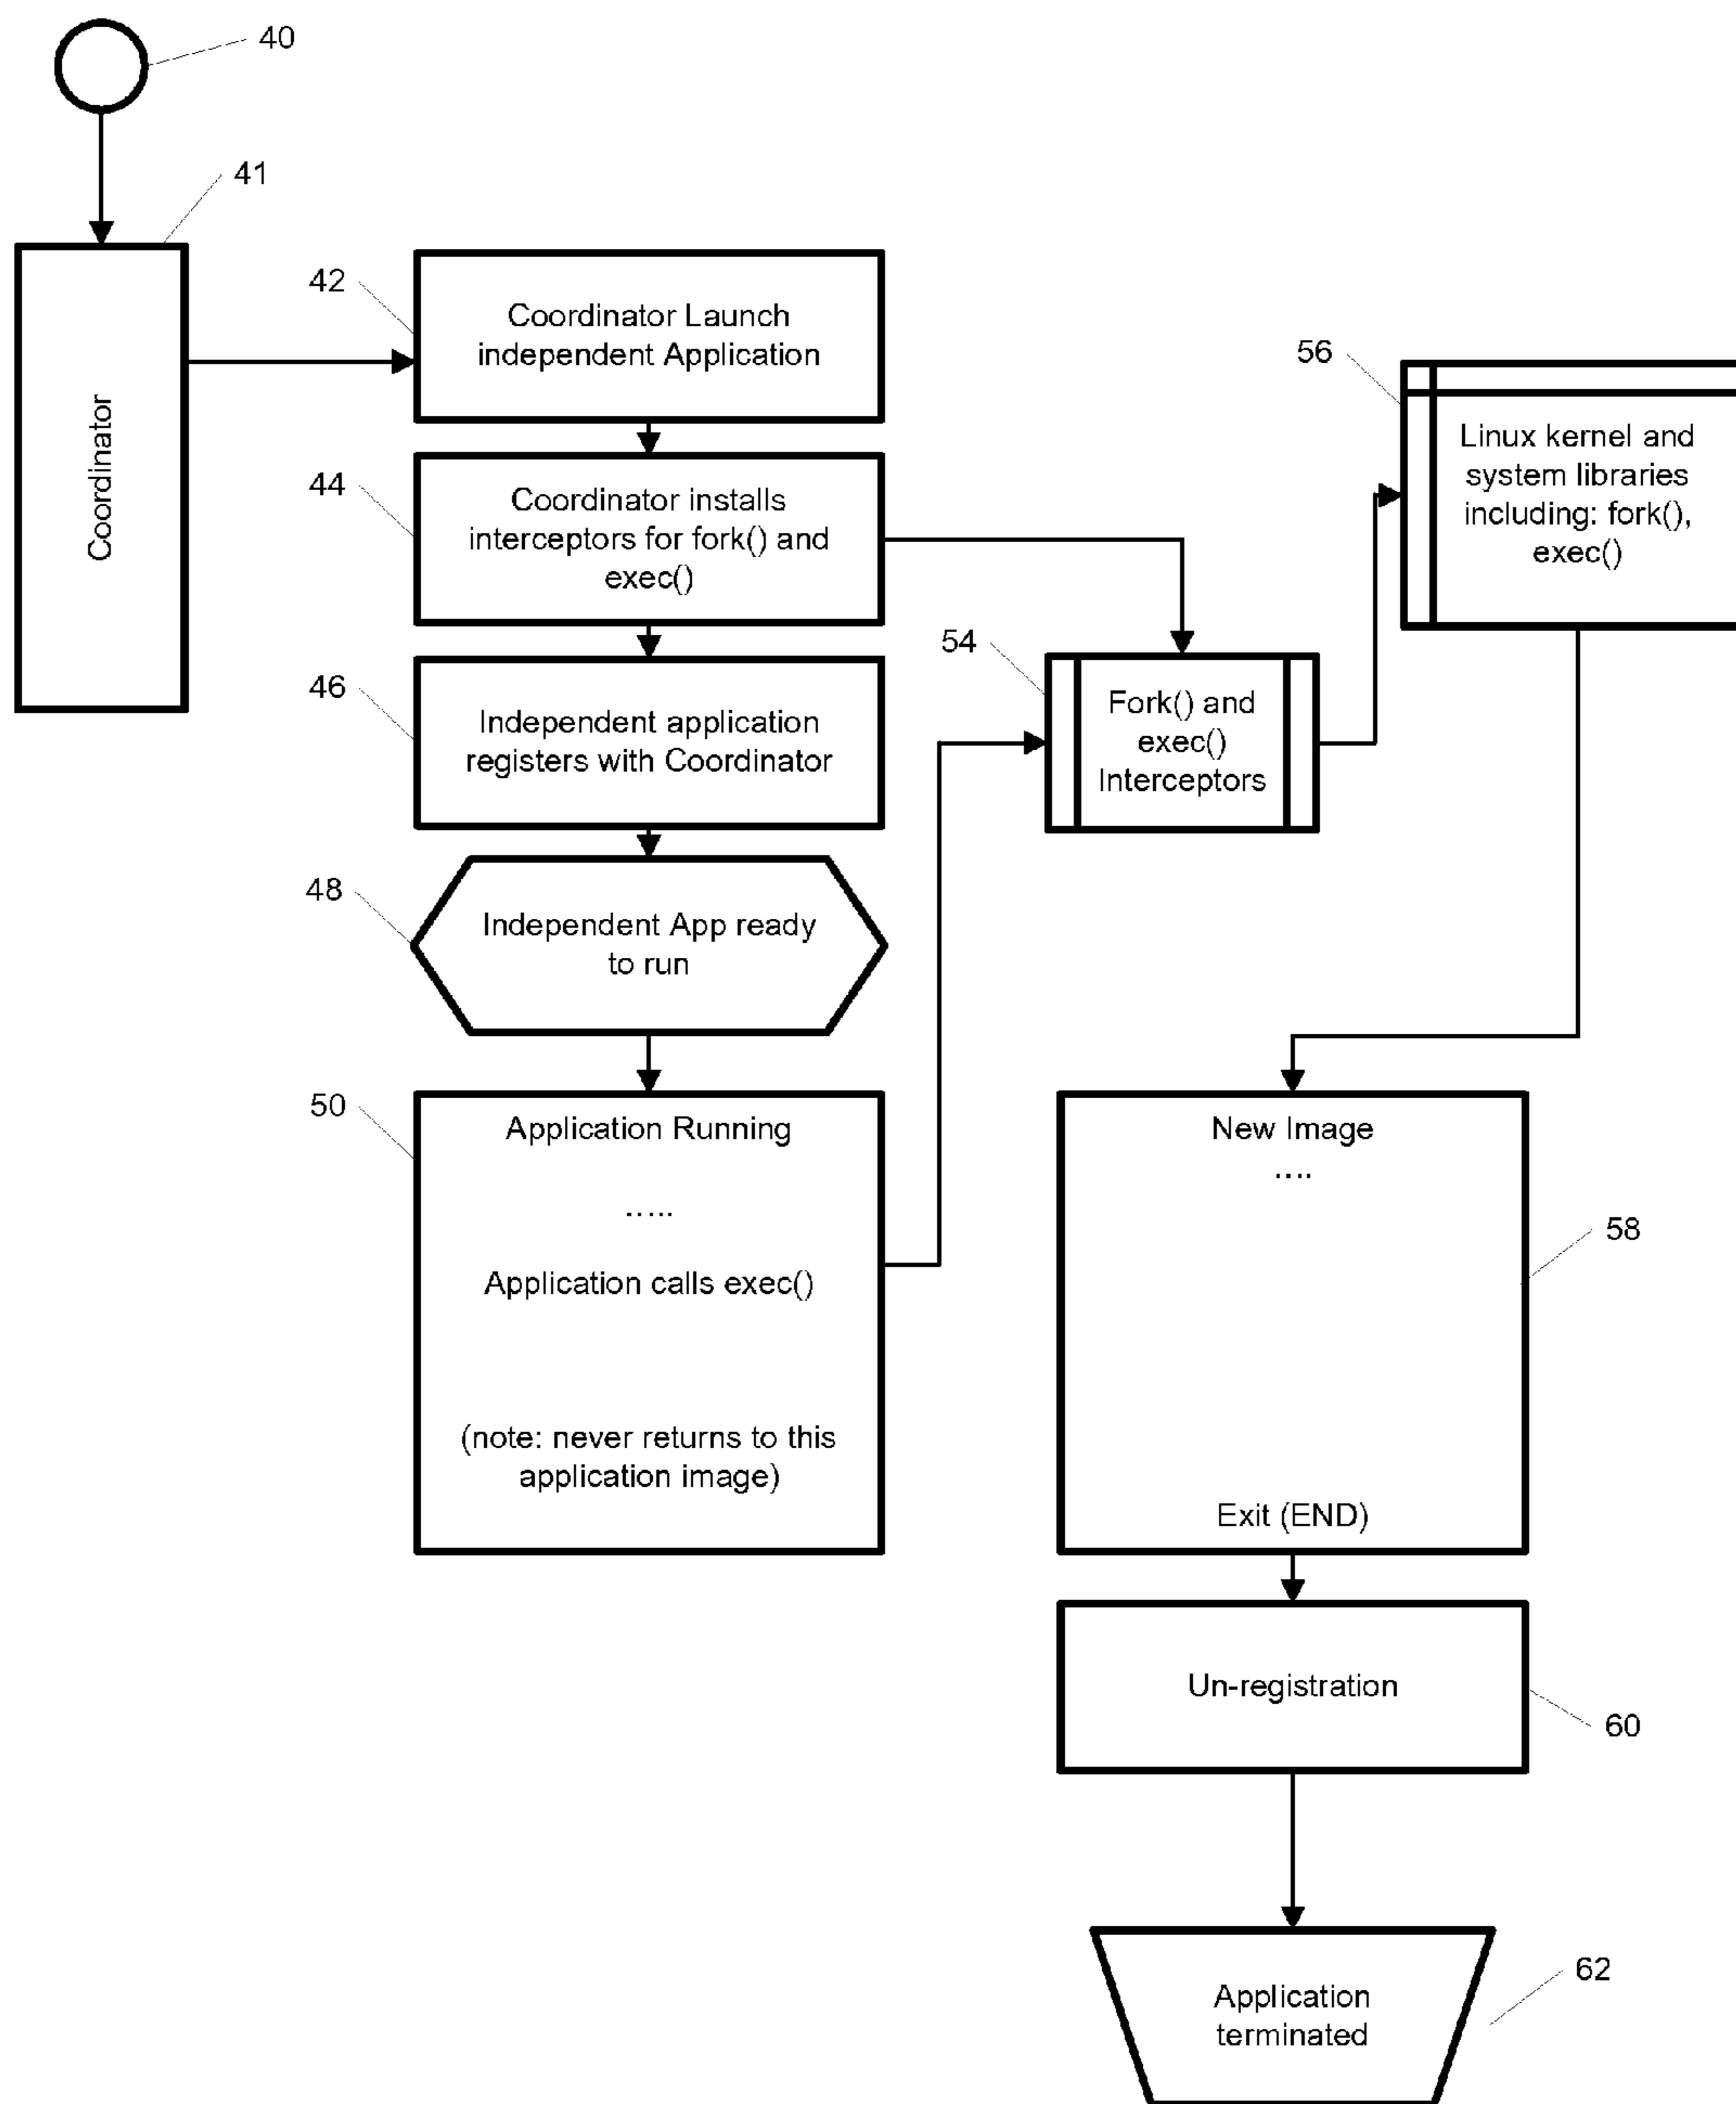 40
41
Coordinator
42
Coordinator Launch
independent Application
44
Coordinator installs
interceptors for fork() and
exec()
46
Independent application
registers with Coordinator
48
Independent App ready
to run
50
Application Running
.....
Application calls exec()
(note: never returns to this
application image)
54
Fork() and
exec()
Interceptors
56
Linux kernel and
system libraries
including: fork(),
exec()
New Image
....
Exit (END)
58
Un-registration
60
Application
terminated
62